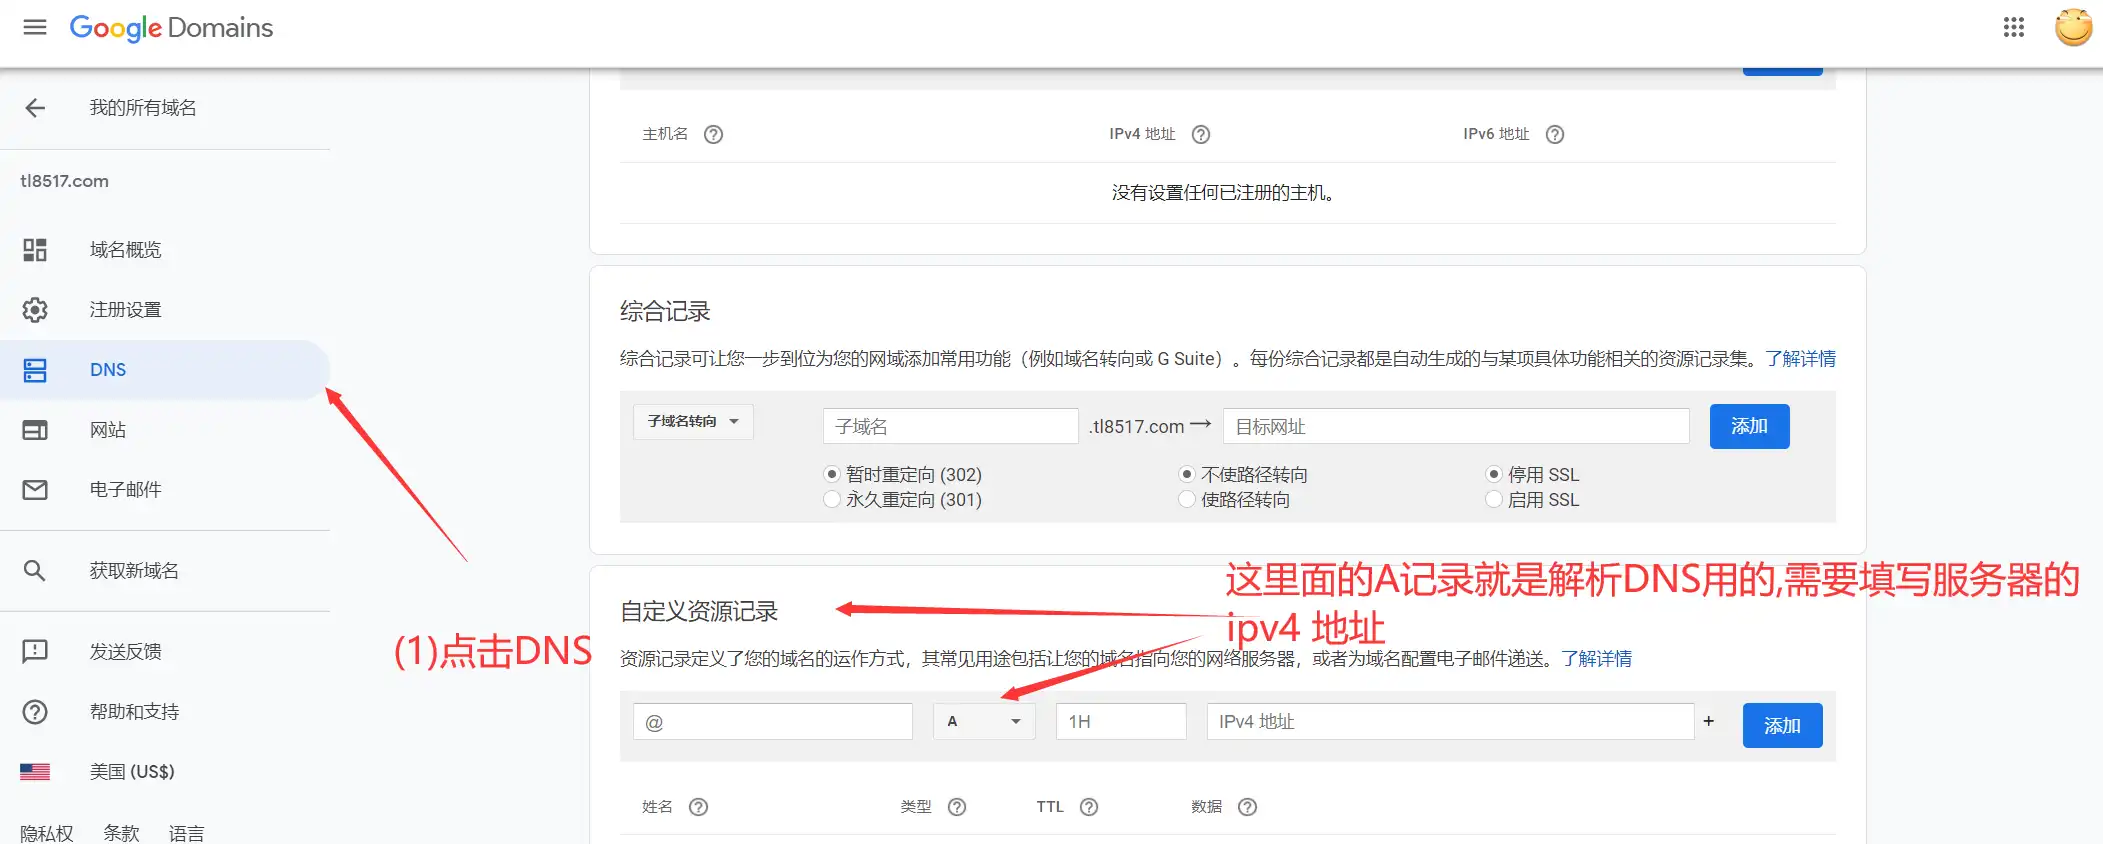 Google Domains
我的所有域名
tl8517.com
域名概览
注册设置
DNS
网站
电子邮件
获取新域名
发送反馈
帮助和支持
美国 (US$)
隐私权 条款 语言
(1)点击DNS
主机名 IPv4 地址 IPv6 地址
没有设置任何已注册的主机。
综合记录
综合记录可让您一步到位为您的网域添加常用功能（例如域名转向或 G Suite）。每份综合记录都是自动生成的与某项具体功能相关的资源记录集。了解详情
子域名转向 子域名 .tl8517.com → 目标网址 添加
暂时重定向 (302) 不使路径转向 停用 SSL
永久重定向 (301) 使路径转向 启用 SSL
这里面的A记录就是解析DNS用的,需要填写服务器的
ipv4 地址
自定义资源记录
资源记录定义了您的域名的运作方式，其常见用途包括让您的域名指向您的网络服务器，或者为域名配置电子邮件递送。了解详情
@ A 1H IPv4 地址 + 添加
姓名 类型 TTL 数据